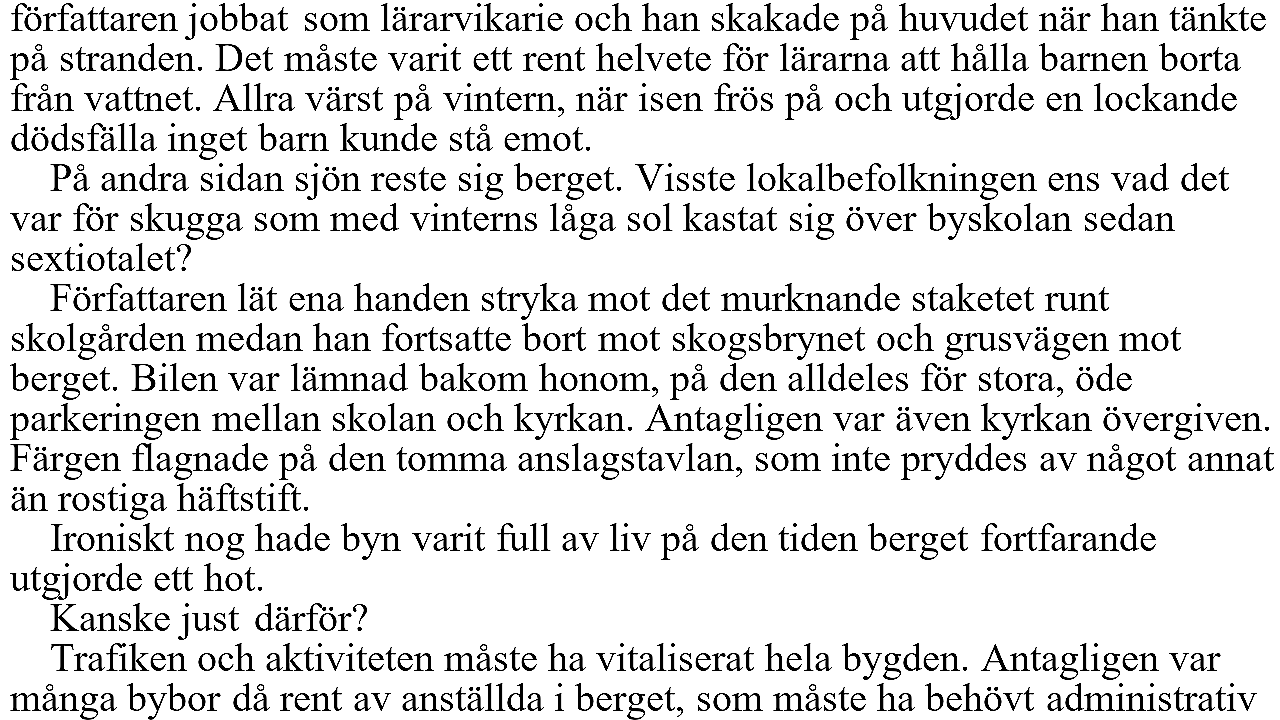 författaren jobbat som lärarvikarie och han skakade på huvudet när han tänkte
på stranden. Det måste varit ett rent helvete för lärarna att hålla barnen borta
från vattnet. Allra värst på vintern, när isen frös på och utgjorde en lockande
dödsfälla inget barn kunde stå emot.
På andra sidan sjön reste sig berget. Visste lokalbefolkningen ens vad det
var för skugga som med vinterns låga sol kastat sig över byskolan sedan
sextiotalet?
Författaren lät ena handen stryka mot det murknande staketet runt
skolgården medan han fortsatte bort mot skogsbrynet och grusvägen mot
berget. Bilen var lämnad bakom honom, på den alldeles för stora, öde
parkeringen mellan skolan och kyrkan. Antagligen var även kyrkan övergiven.
Färgen flagnade på den tomma anslagstavlan, som inte pryddes av något annat
än rostiga häftstift.
Ironiskt nog hade byn varit full av liv på den tiden berget fortfarande
utgjorde ett hot.
Kanske just därför?
Trafiken och aktiviteten måste ha vitaliserat hela bygden. Antagligen var
många bybor då rent av anställda i berget, som måste ha behövt administrativ